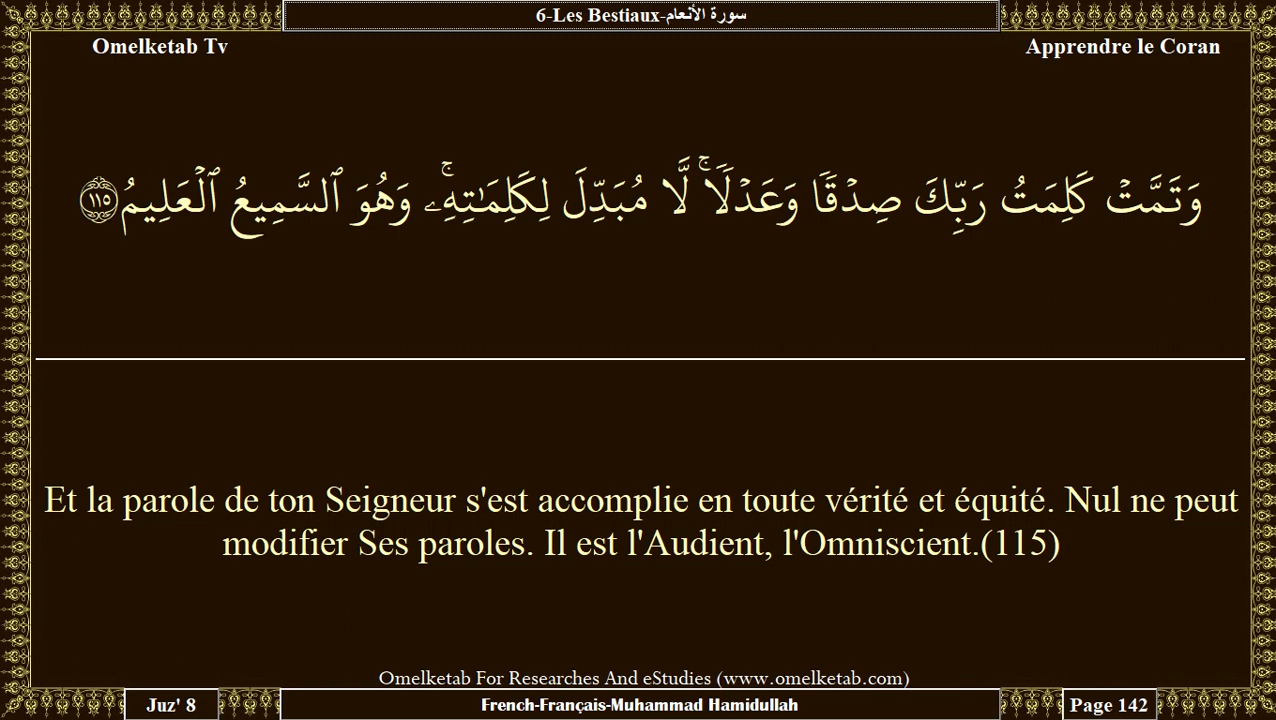 6-Les Bestiaux-سورة الأنعام
Omelketab Tv
Apprendre le Coran
وَتَمَّتۡ كَلِمَتُ رَبِّكَ صِدۡقٗا وَعَدۡلٗاۚ لَّا مُبَدِّلَ لِكَلِمَٰتِهِۦۚ وَهُوَ ٱلسَّمِيعُ ٱلۡعَلِيمُ ١١٥
Et la parole de ton Seigneur s'est accomplie en toute vérité et équité. Nul ne peut
modifier Ses paroles. Il est l'Audient, l'Omniscient.(115)
Omelketab For Researches And eStudies (www.omelketab.com)
Juz' 8
French-Français-Muhammad Hamidullah
Page 142